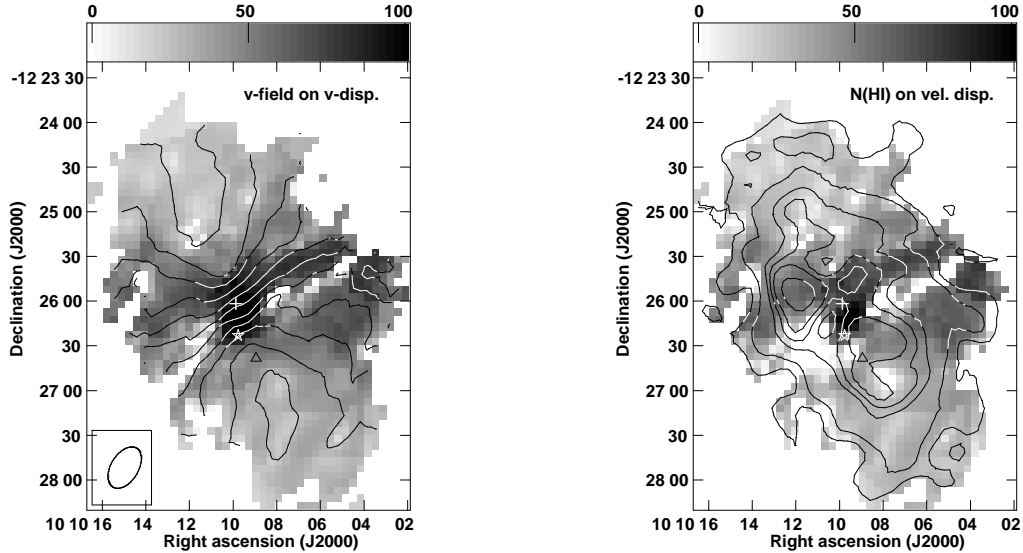 0 50 100
-12 23 30
v-field on v-disp.
24 00
30
25 00
30
26 00
30
27 00
30
28 00
Declination (J2000)
10 10 16 14 12 10 08 06 04 02
Right ascension (J2000)
0 50 100
-12 23 30
N(HI) on vel. disp.
24 00
30
25 00
30
26 00
30
27 00
30
28 00
Declination (J2000)
10 10 16 14 12 10 08 06 04 02
Right ascension (J2000)